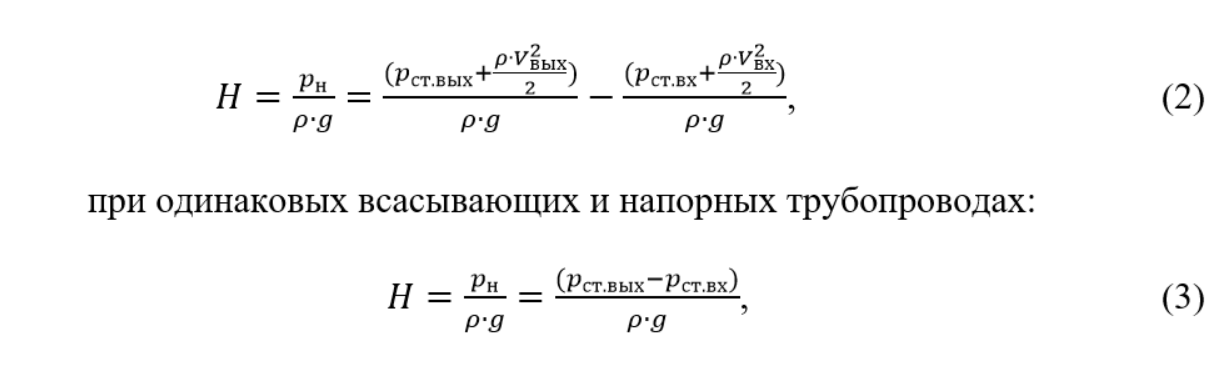 H = pн/ρ·g = (pст.вых+ρ·V²вых/2)/ρ·g − (pст.вх+ρ·V²вх/2)/ρ·g, (2)
при одинаковых всасывающих и напорных трубопроводах:
H = pн/ρ·g = (pст.вых−pст.вх)/ρ·g, (3)